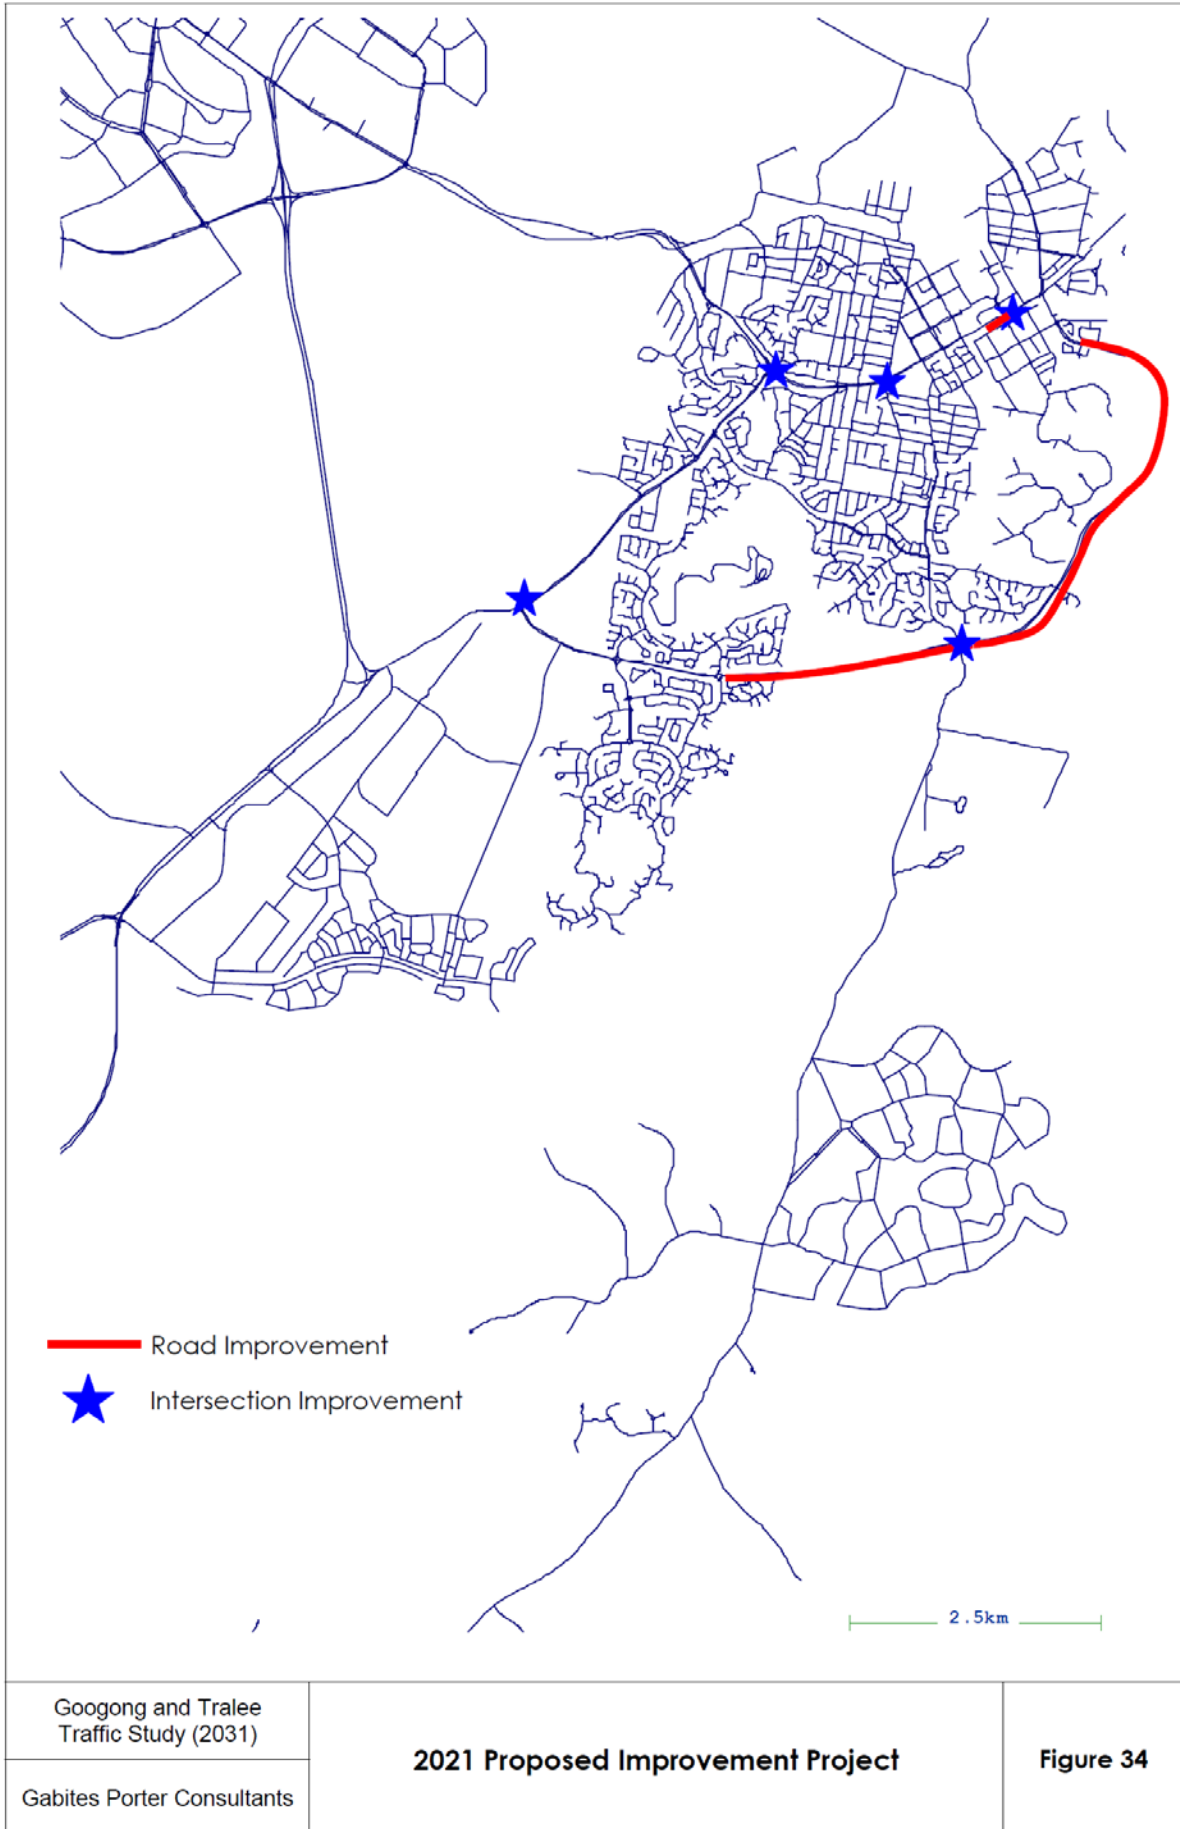 Road Improvement
Intersection Improvement
2.5km
Googong and Tralee
Traffic Study (2031)
Gabites Porter Consultants
2021 Proposed Improvement Project
Figure 34